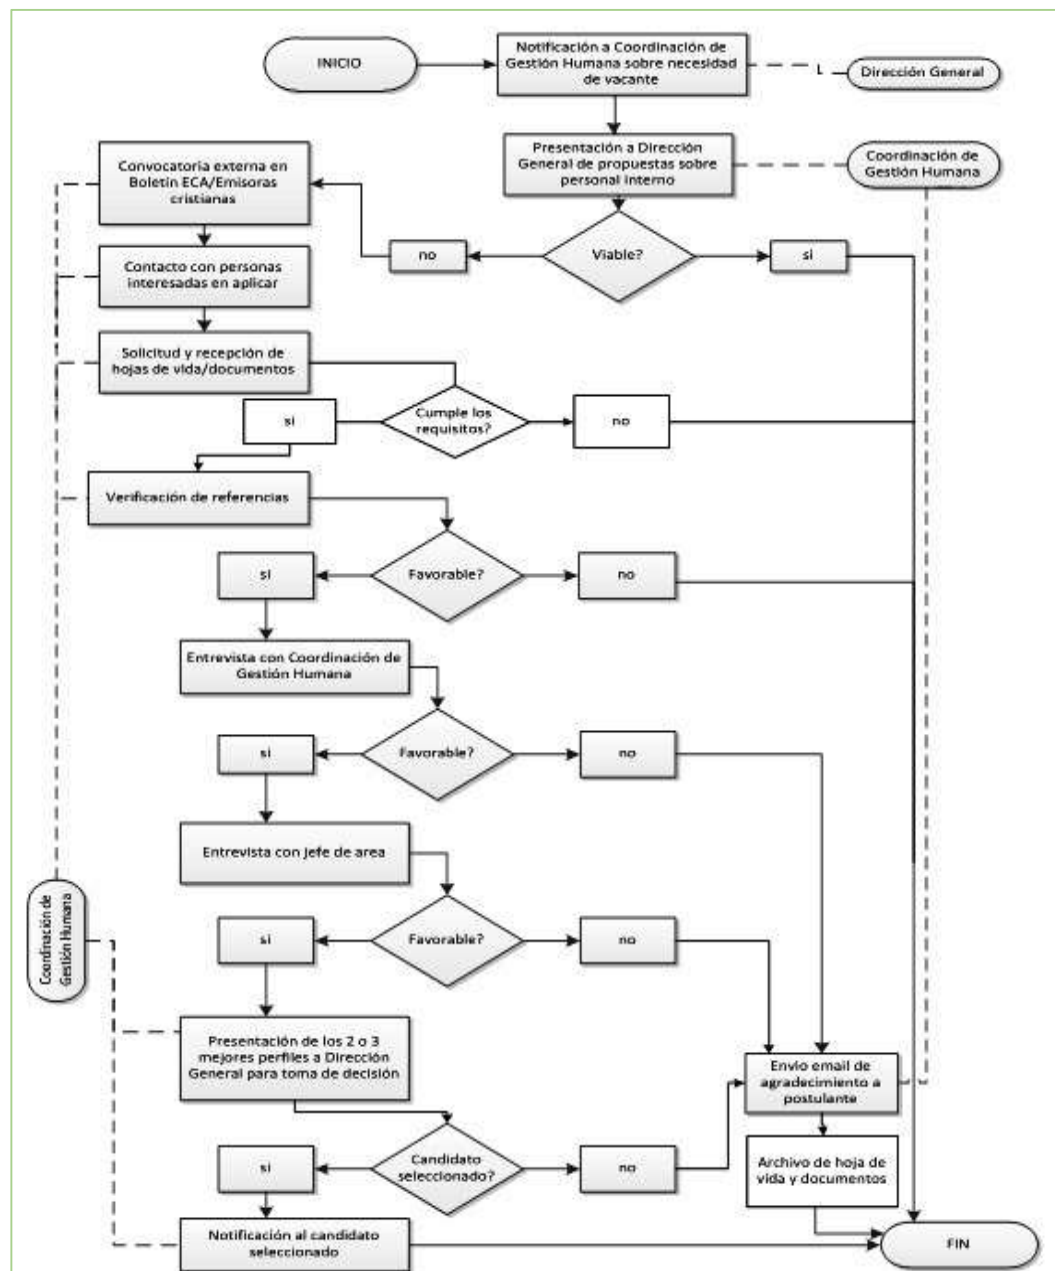 INICIO
Notificación a Coordinación de
Gestión Humana sobre necesidad
de vacante
Dirección General
Presentación a Dirección
General de propuestas sobre
personal interno
Coordinación de
Gestión Humana
Convocatoria externa en
Boletín ECA/Emisoras
cristianas
no
Viable?
si
Contacto con personas
interesadas en aplicar
Solicitud y recepción de
hojas de vida/documentos
si
Cumple los
requisitos?
no
Verificación de referencias
si
Favorable?
no
Entrevista con Coordinación de
Gestión Humana
si
Favorable?
no
Entrevista con jefe de area
Coordinación de
Gestión Humana
si
Favorable?
no
Presentación de los 2 o 3
mejores perfiles a Dirección
General para toma de decisión
Envio email de
agradecimiento a
postulante
si
Candidato
seleccionado?
no
Archivo de hoja de
vida y documentos
Notificación al candidato
seleccionado
FIN